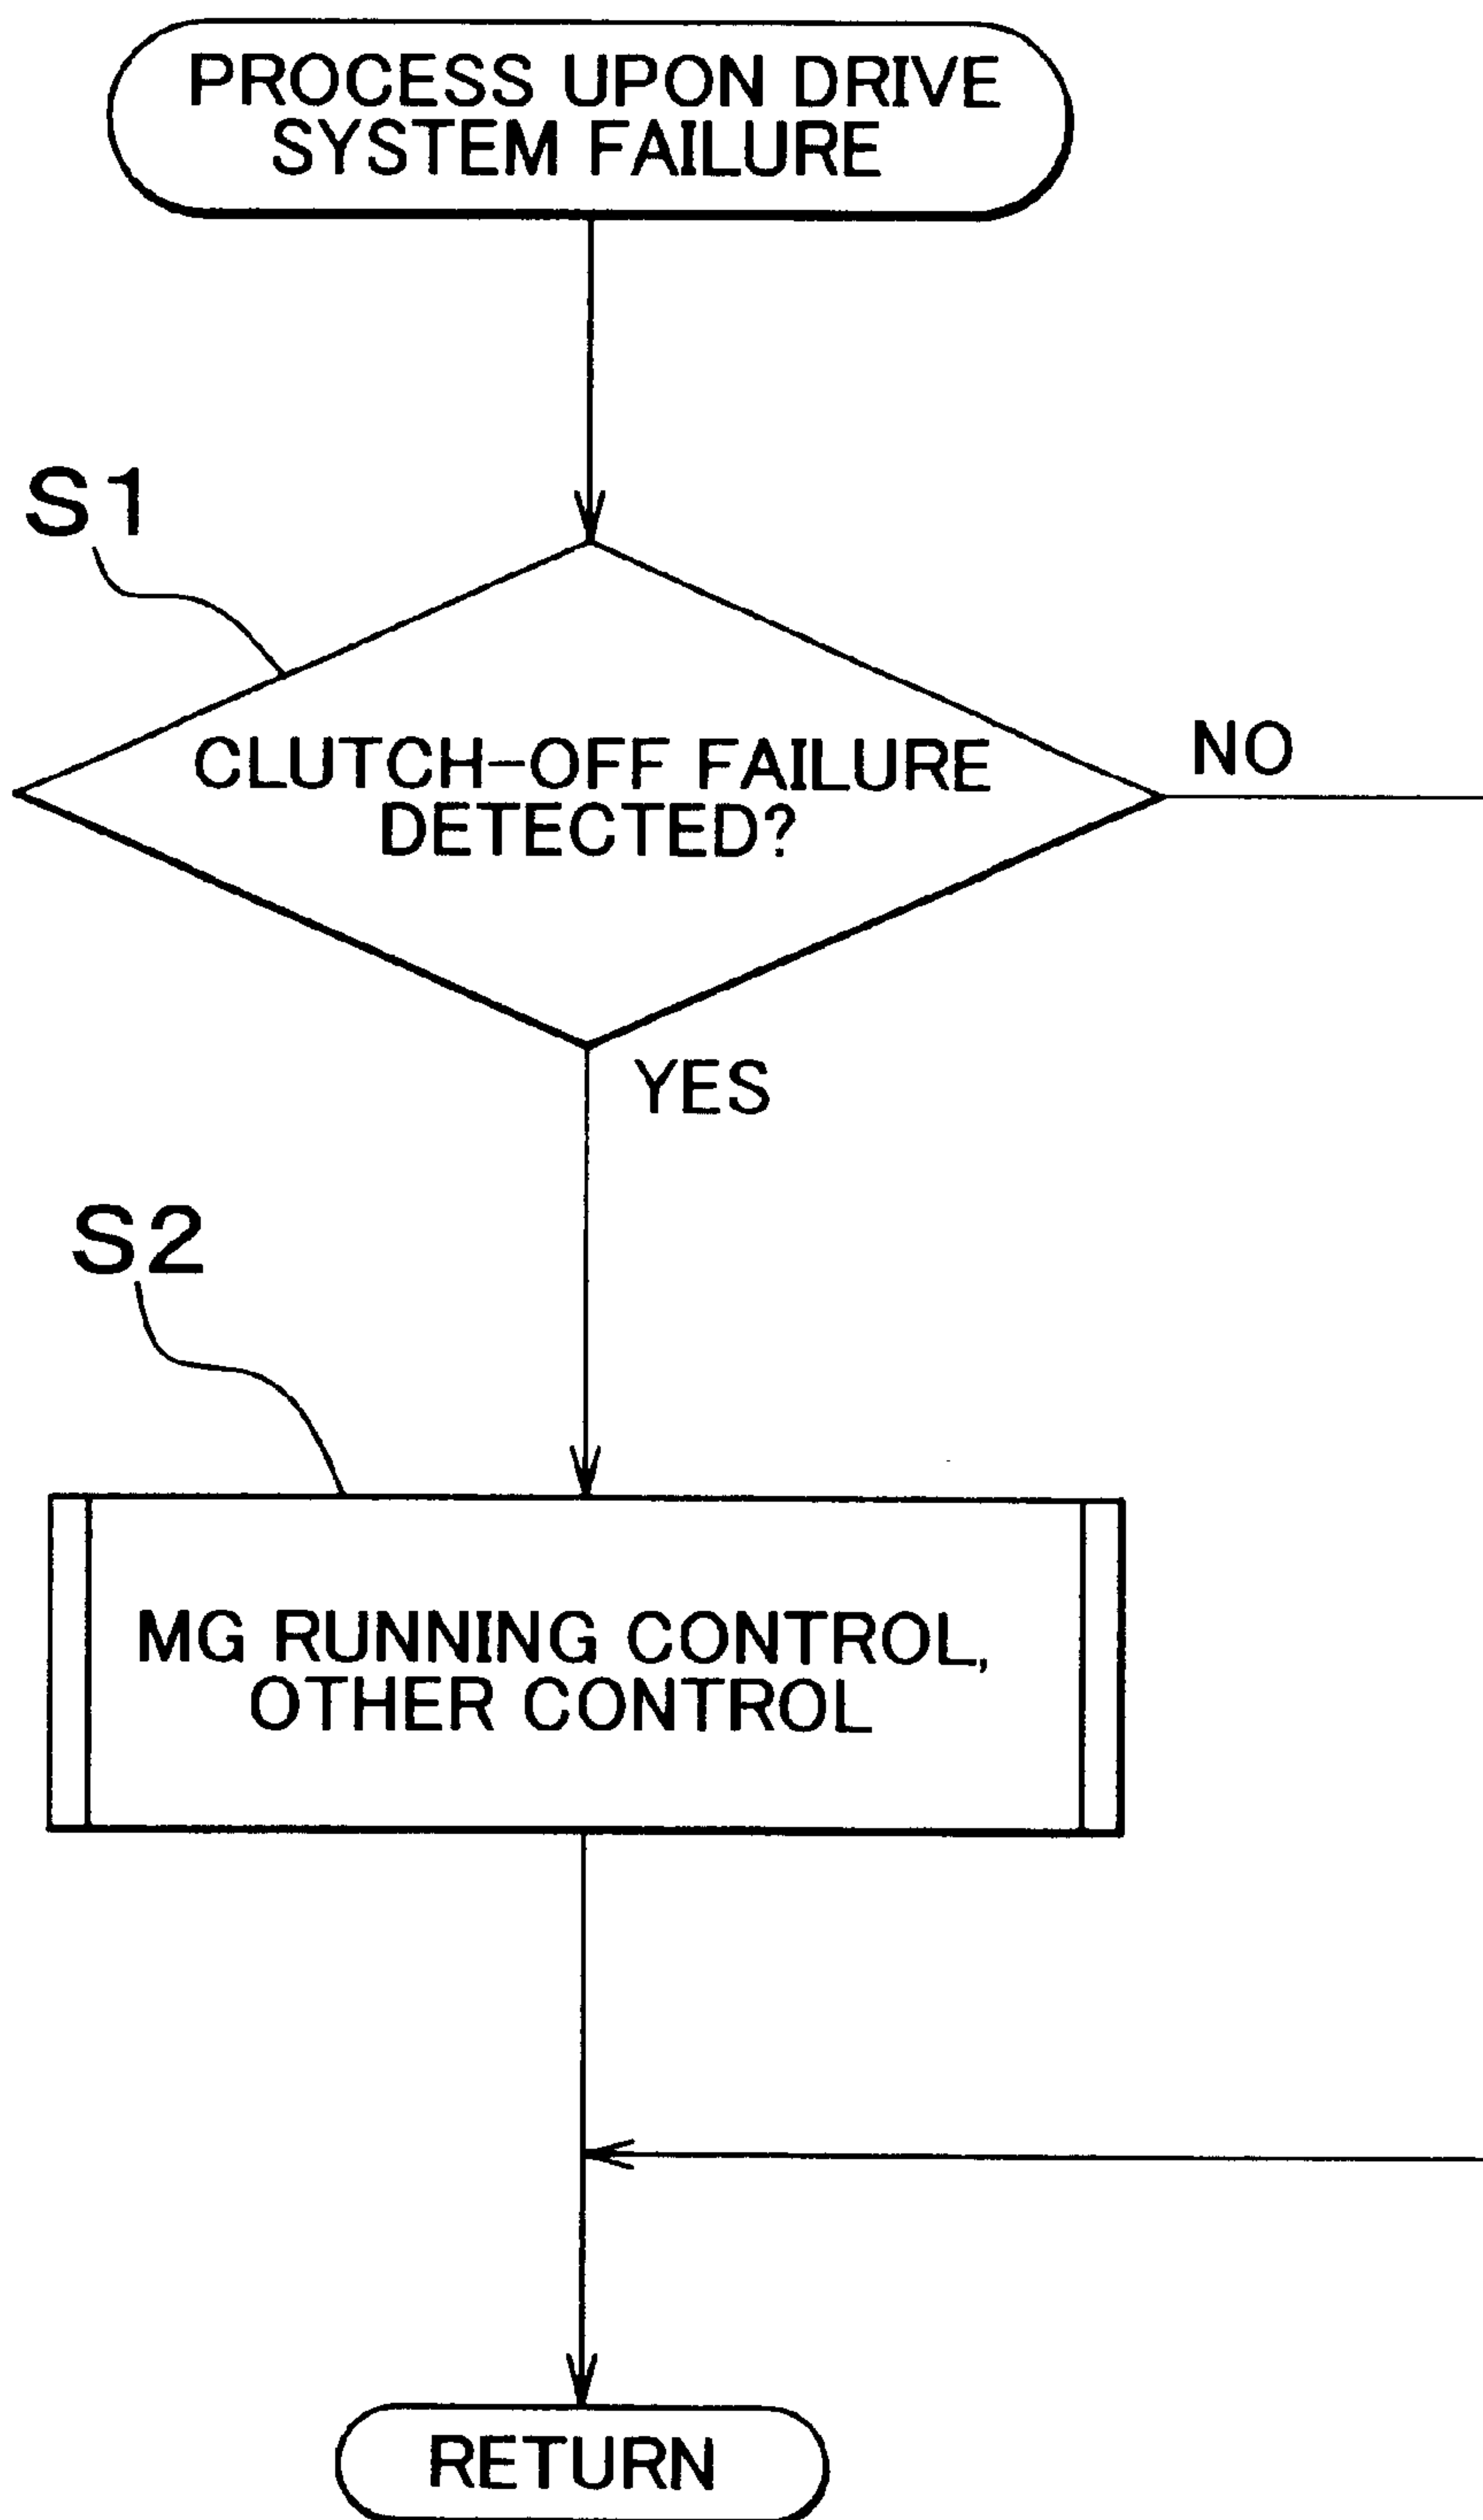 PROCESS UPON DRIVE
SYSTEM FAILURE
S1
CLUTCH-OFF FAILURE
DETECTED?
NO
YES
S2
MG RUNNING CONTROL,
OTHER CONTROL
RETURN